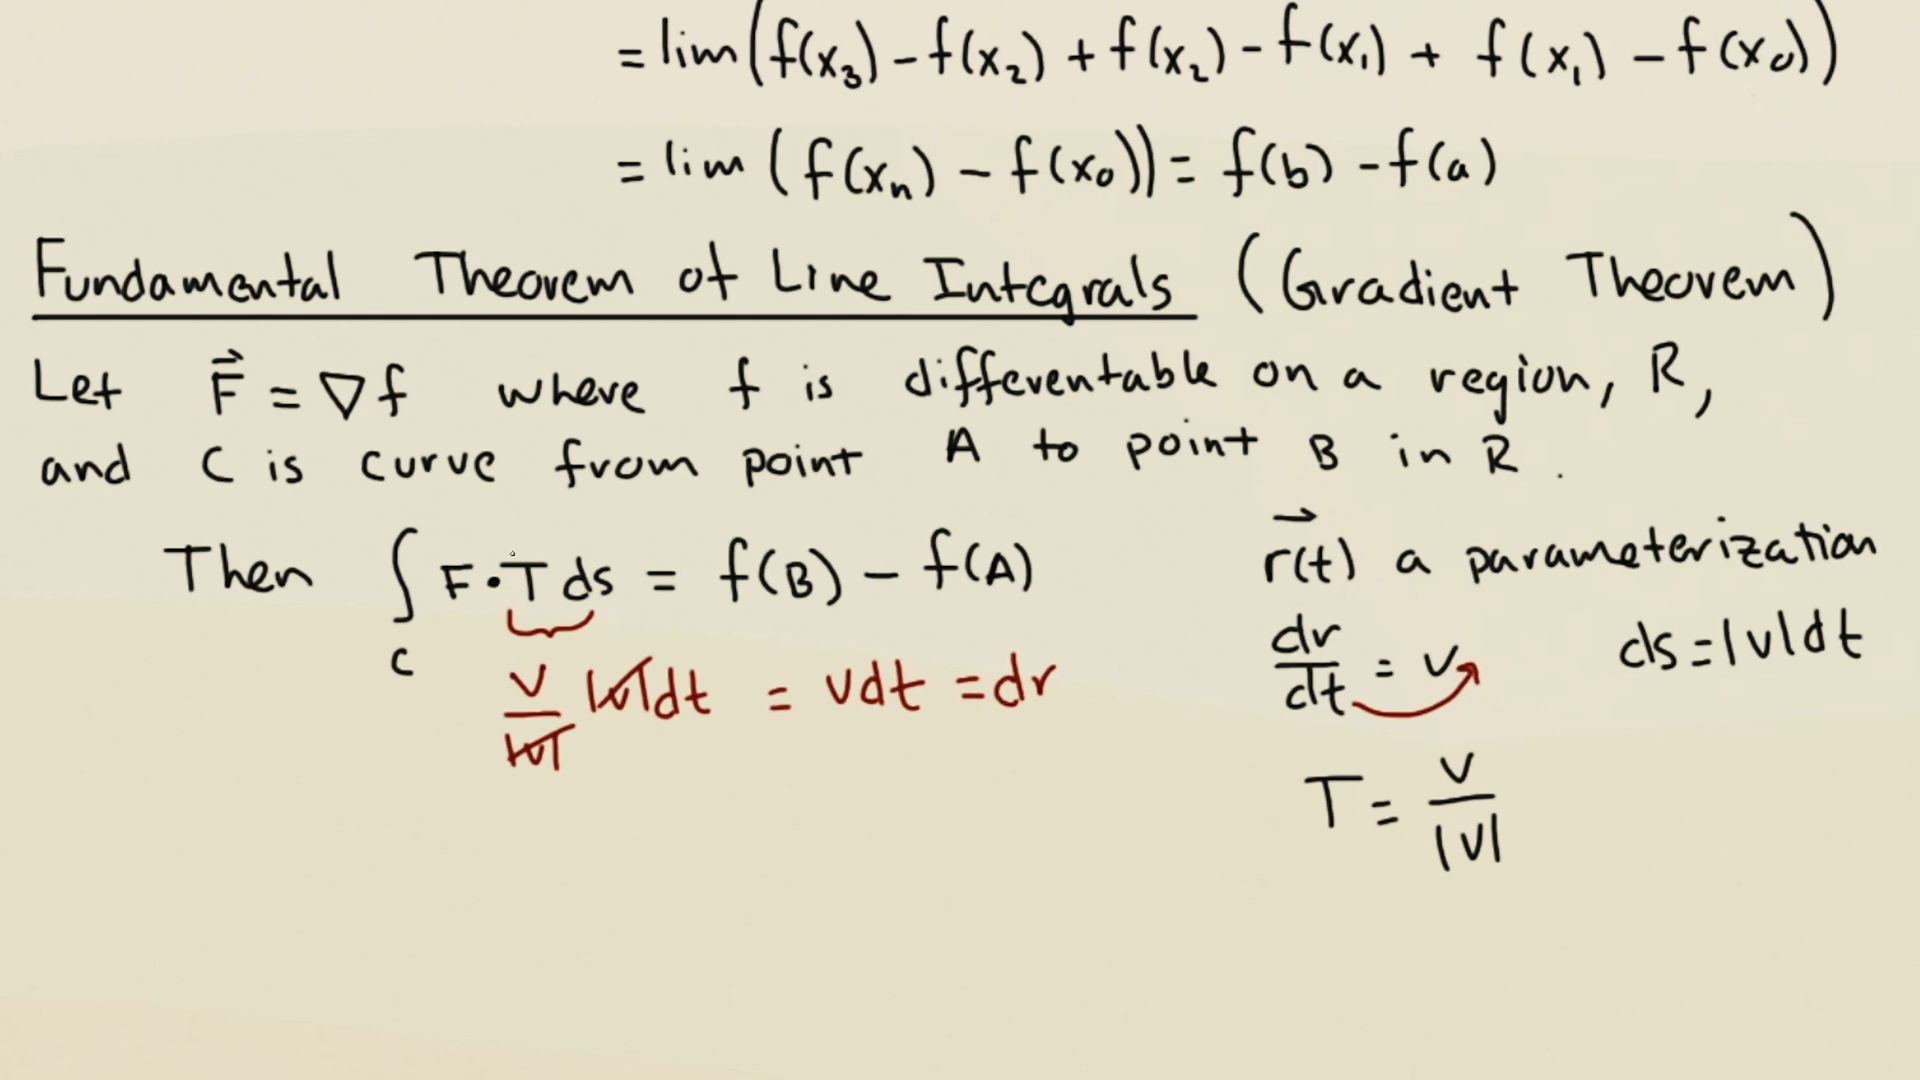 = lim(f(x₃) - f(x₂) + f(x₂) - f(x₁) + f(x₁) - f(x₀))
= lim (f(xₙ) - f(x₀)) = f(b) - f(a)
Fundamental Theorem of Line Integrals (Gradient Theorem)
Let F⃗ = ∇f where f is differentable on a region, R,
and C is curve from point A to point B in R.
Then ∫_C F·T ds = f(B) - f(A)
v/|v| |v|dt = vdt = dr
r⃗(t) a parameterization
dr/dt = v ds = |v|dt
T = v/|v|